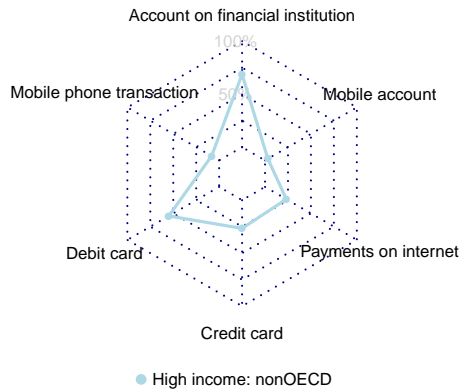 Account on financial institution
100%
Mobile phone transaction
50%
Mobile account
Debit card
Payments on internet
Credit card
High income: nonOECD